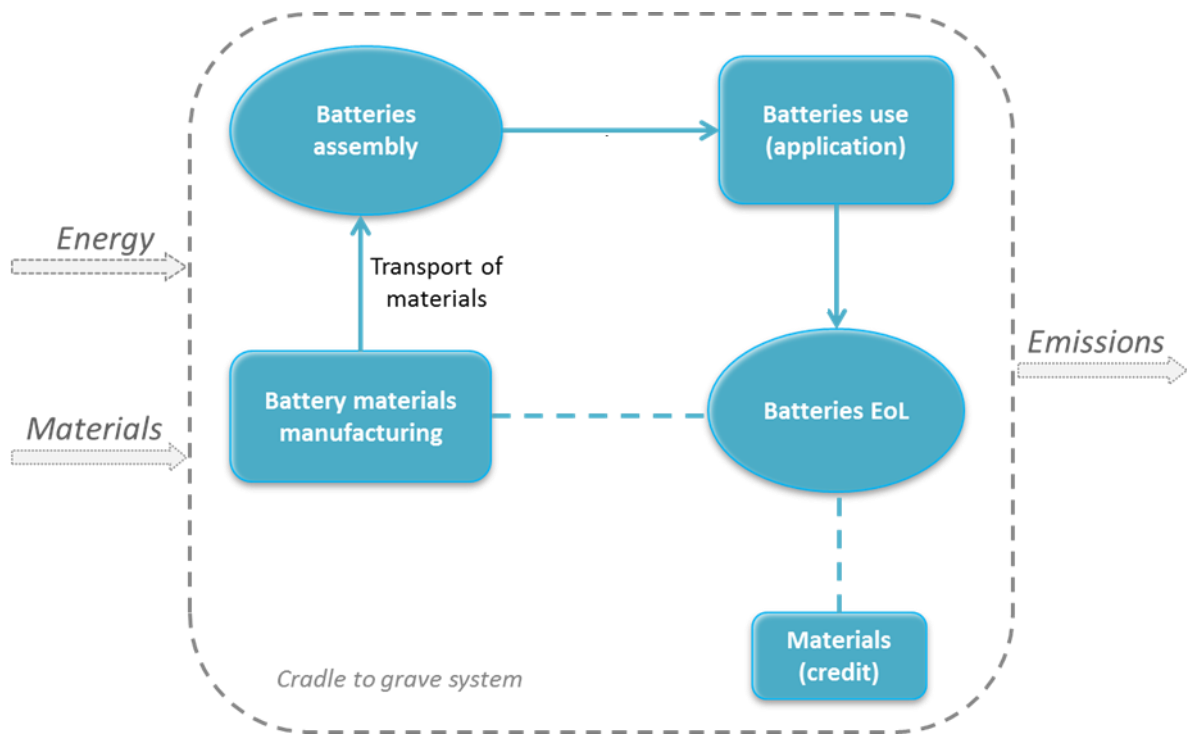 Batteries
assembly
Batteries use
(application)
Energy
Transport of
materials
Emissions
Battery materials
manufacturing
Batteries EoL
Materials
Materials
(credit)
Cradle to grave system